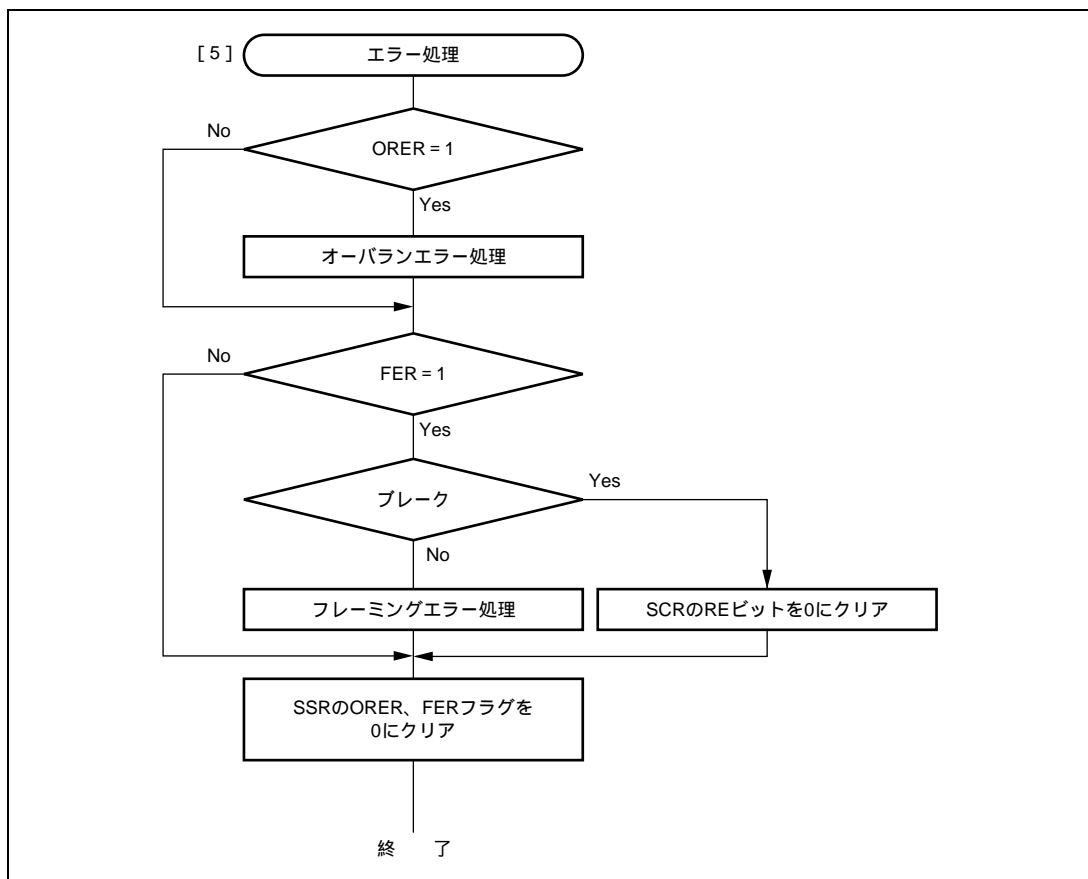 [ 5 ]
エラー処理
No
ORER = 1
Yes
オーバランエラー処理
No
FER = 1
Yes
ブレーク
Yes
No
フレーミングエラー処理
SCRのREビットを0にクリア
SSRのORER、FERフラグを
0にクリア
終 了